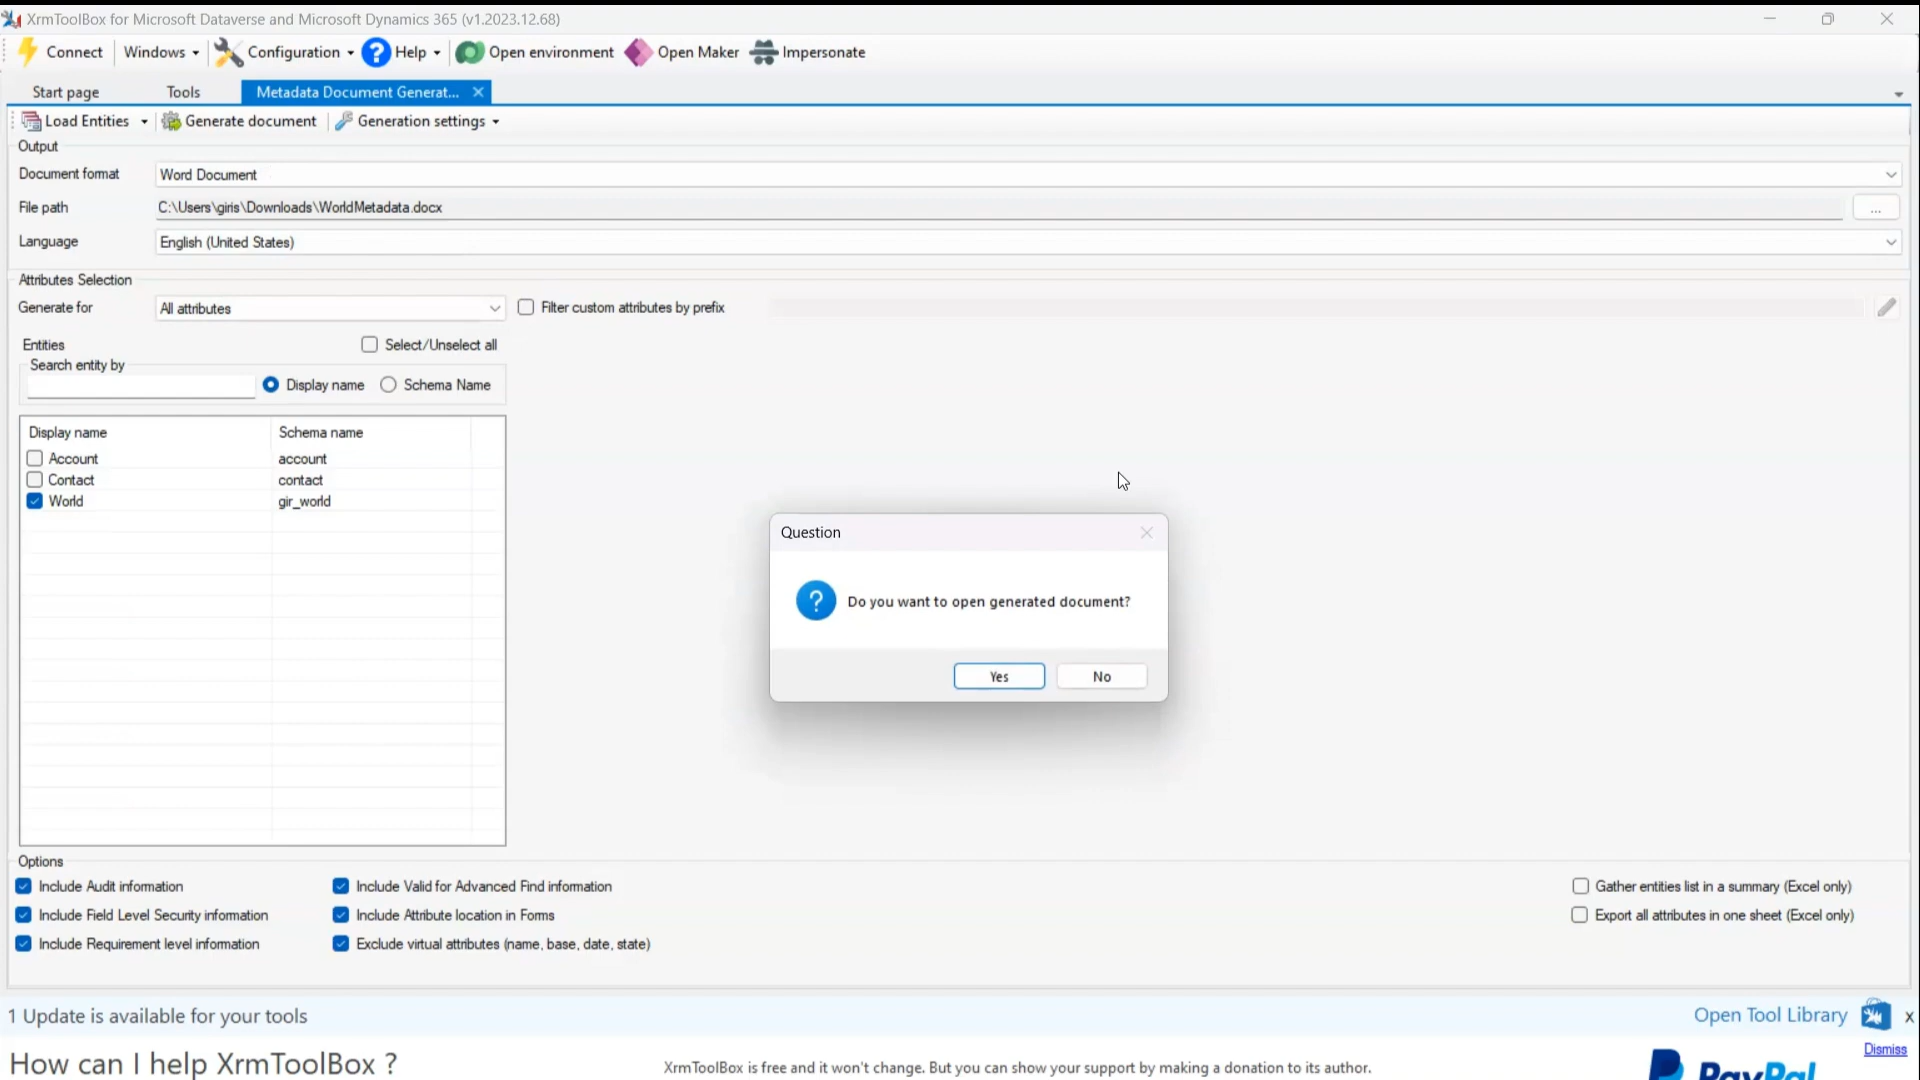 XrmToolBox for Microsoft Dataverse and Microsoft Dynamics 365 (v1.2023.12.68)
Connect Windows Configuration Help Open environment Open Maker Impersonate
Start page Tools Metadata Document Generat...
Load Entities Generate document Generation settings
Output
Document format Word Document
File path C:\Users\giris\Downloads\WorldMetadata.docx ...
Language English (United States)
Attributes Selection
Generate for All attributes Filter custom attributes by prefix
Entities Select/Unselect all
Search entity by
Display name Schema Name
Display name Schema name
Account account
Contact contact
World gir_world
Question
? Do you want to open generated document?
Yes No
Options
Include Audit information Include Valid for Advanced Find information Gather entities list in a summary (Excel only)
Include Field Level Security information Include Attribute location in Forms Export all attributes in one sheet (Excel only)
Include Requirement level information Exclude virtual attributes (name, base, date, state)
1 Update is available for your tools Open Tool Library x
Dismiss
How can I help XrmToolBox ? XrmToolBox is free and it won't change. But you can show your support by making a donation to its author. PayPal